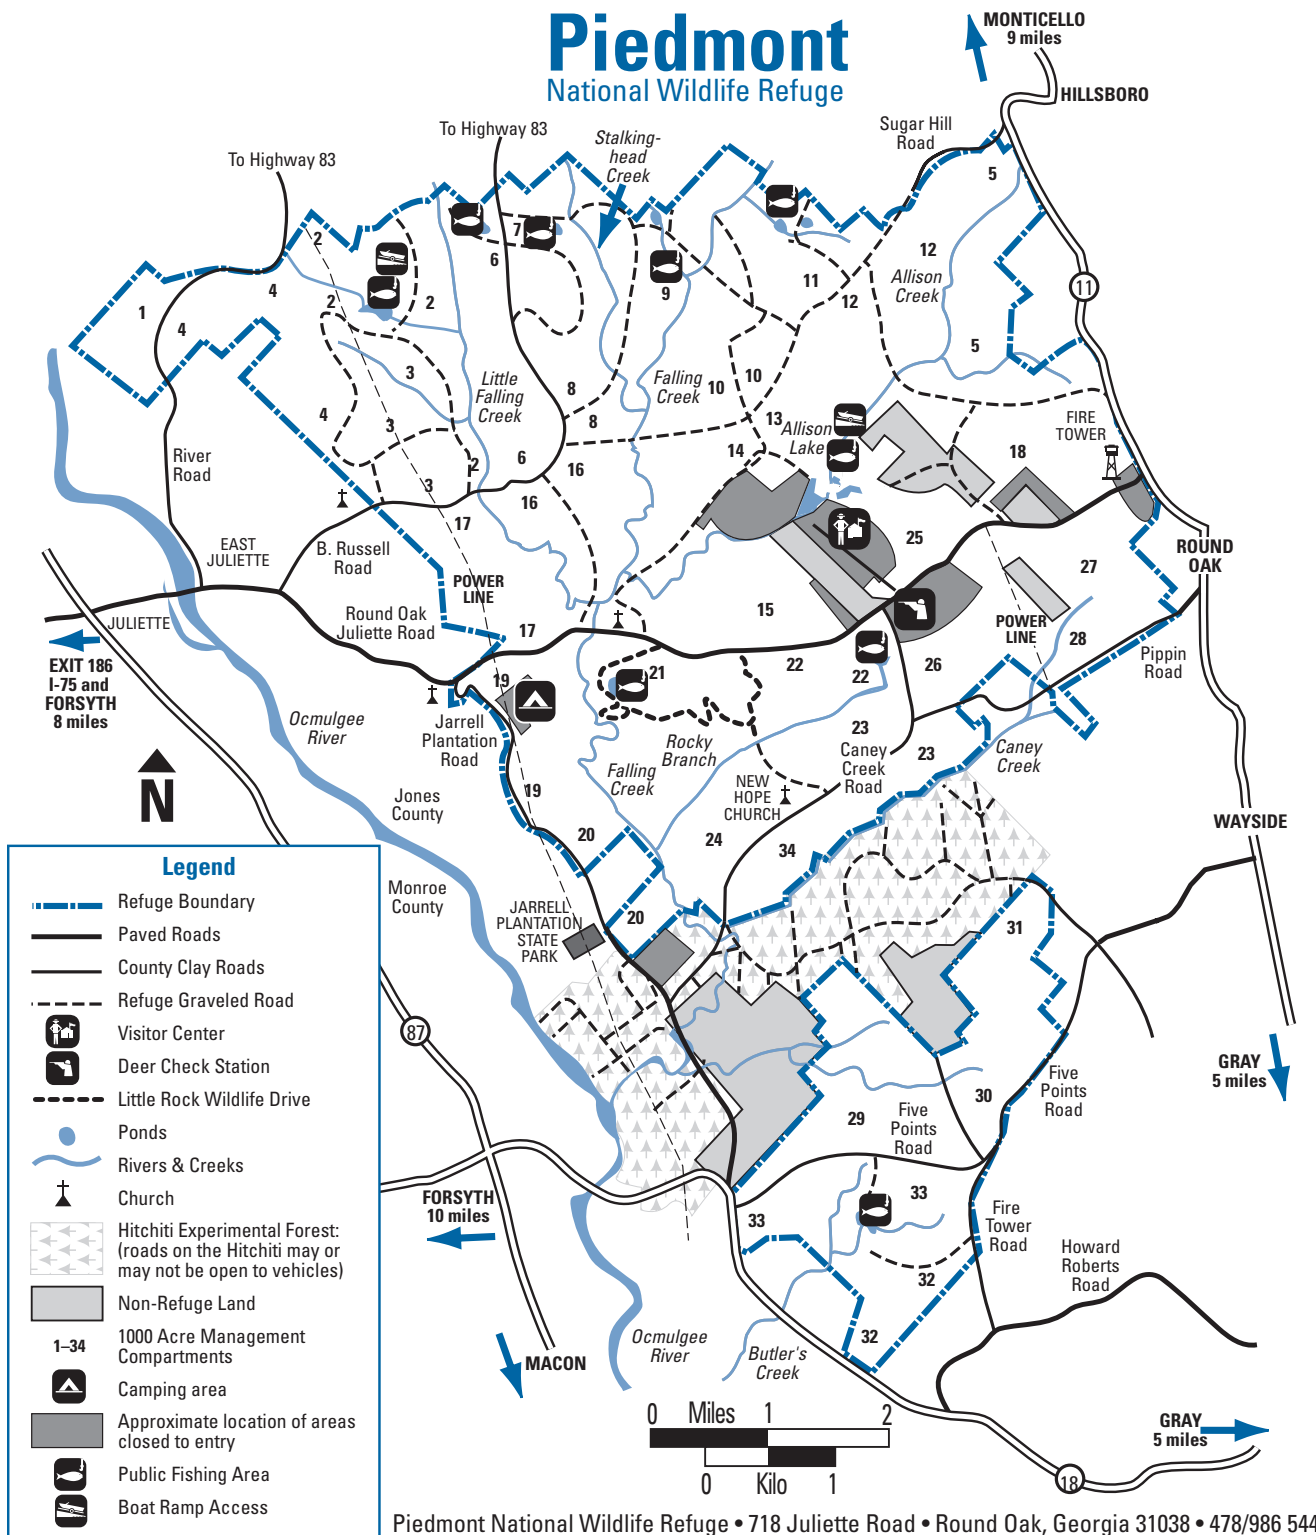 Piedmont
National Wildlife Refuge
MONTICELLO
9 miles
HILLSBORO
Sugar Hill
Road
To Highway 83
To Highway 83
Stalking-
head
Creek
5
2
7
6
12
Allison
Creek
11
12
9
11
1
4
4
2
2
5
3
Little
Falling
Creek
8
8
Falling
Creek
10
10
13
Allison
Lake
4
3
14
FIRE
TOWER
18
River
Road
2
6
16
3
16
17
25
EAST
JULIETTE
B. Russell
Road
POWER
LINE
ROUND
OAK
27
JULIETTE
Round Oak
Juliette Road
17
15
POWER
LINE
28
EXIT 186
I-75 and
FORSYTH
8 miles
19
21
22
22
26
Pippin
Road
Ocmulgee
River
Jarrell
Plantation
Road
Rocky
Branch
23
Caney
Creek
Road
23
Caney
Creek
N
Falling
Creek
NEW
HOPE
CHURCH
19
Jones
County
20
24
34
WAYSIDE
Monroe
County
JARRELL
PLANTATION
STATE
PARK
20
31
87
GRAY
5 miles
30
Five
Points
Road
29
Five
Points
Road
33
FORSYTH
10 miles
33
Fire
Tower
Road
Howard
Roberts
Road
32
32
Ocmulgee
River
Butler's
Creek
MACON
0 Miles 1 2
0 Kilo 1
GRAY
5 miles
18
Legend
Refuge Boundary
Paved Roads
County Clay Roads
Refuge Graveled Road
Visitor Center
Deer Check Station
Little Rock Wildlife Drive
Ponds
Rivers & Creeks
Church
Hitchiti Experimental Forest:
(roads on the Hitchiti may or
may not be open to vehicles)
Non-Refuge Land
1–34
1000 Acre Management
Compartments
Camping area
Approximate location of areas
closed to entry
Public Fishing Area
Boat Ramp Access
Piedmont National Wildlife Refuge • 718 Juliette Road • Round Oak, Georgia 31038 • 478/986 544